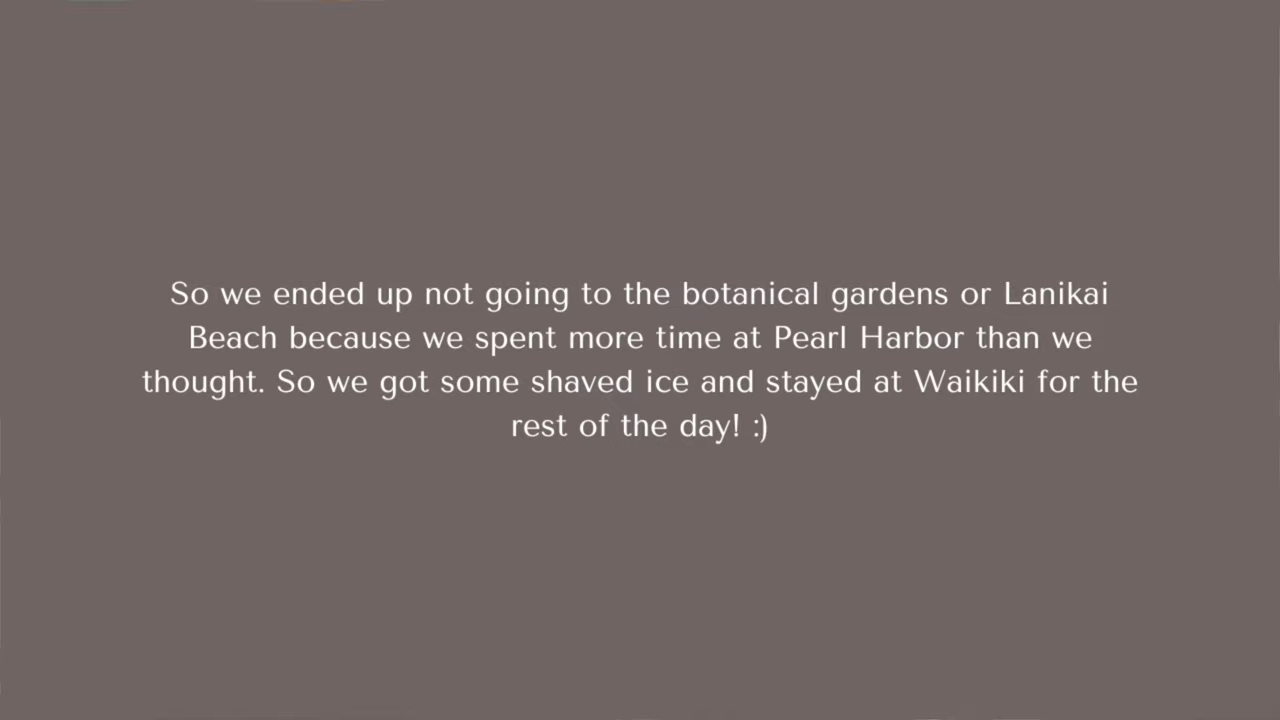 So we ended up not going to the botanical gardens or Lanikai
Beach because we spent more time at Pearl Harbor than we
thought. So we got some shaved ice and stayed at Waikiki for the
rest of the day! :)